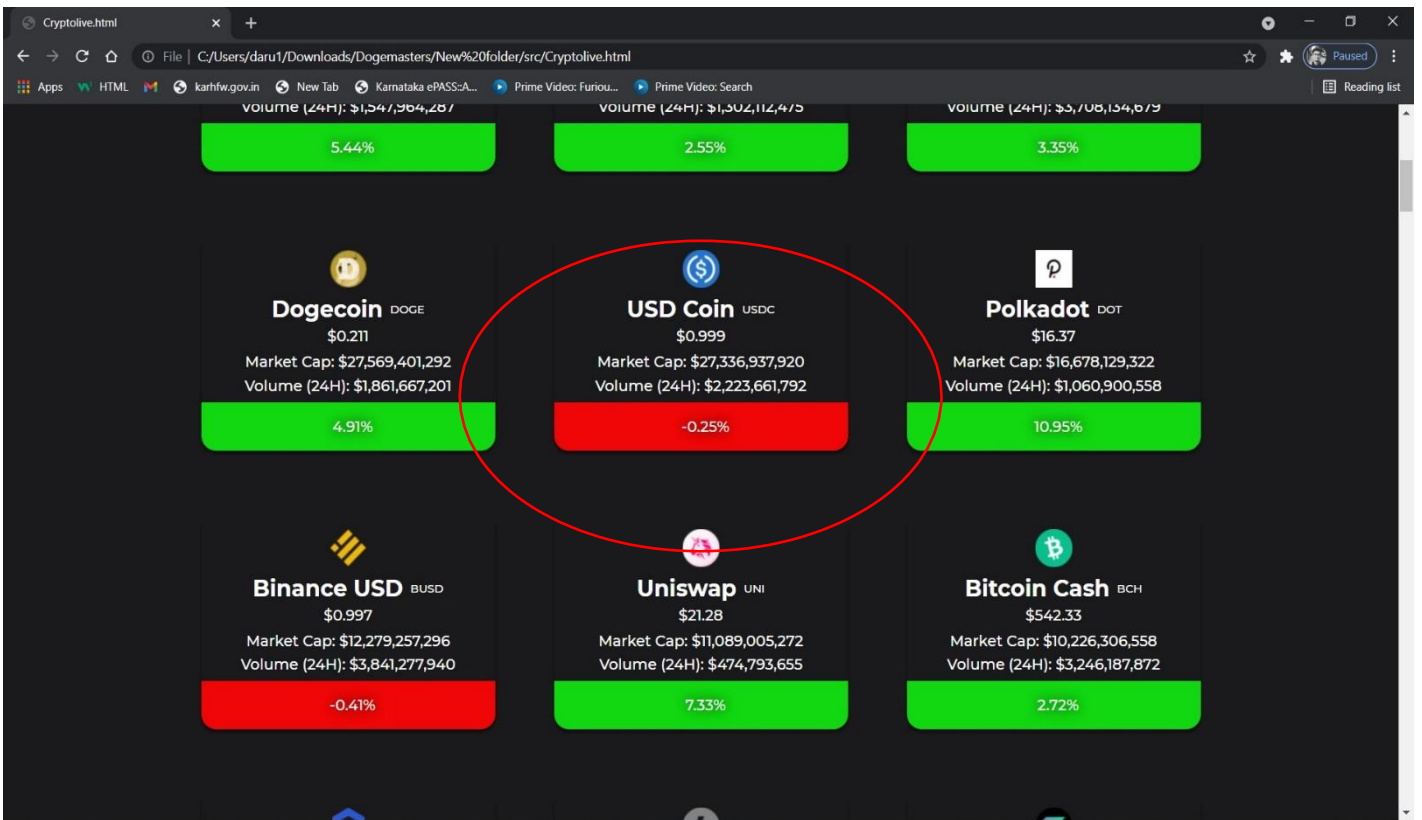 Cryptolive.html
File | C:/Users/daru1/Downloads/Dogemasters/New%20folder/src/Cryptolive.html
Paused
Apps HTML karhfw.gov.in New Tab Karnataka ePASS::A... Prime Video: Furiou... Prime Video: Search Reading list
Volume (24H): $1,547,964,287
Volume (24H): $1,302,112,475
Volume (24H): $3,708,134,679
5.44%
2.55%
3.35%
Dogecoin DOGE
$0.211
Market Cap: $27,569,401,292
Volume (24H): $1,861,667,201
4.91%
USD Coin USDC
$0.999
Market Cap: $27,336,937,920
Volume (24H): $2,223,661,792
-0.25%
Polkadot DOT
$16.37
Market Cap: $16,678,129,322
Volume (24H): $1,060,900,558
10.95%
Binance USD BUSD
$0.997
Market Cap: $12,279,257,296
Volume (24H): $3,841,277,940
-0.41%
Uniswap UNI
$21.28
Market Cap: $11,089,005,272
Volume (24H): $474,793,655
7.33%
Bitcoin Cash BCH
$542.33
Market Cap: $10,226,306,558
Volume (24H): $3,246,187,872
2.72%